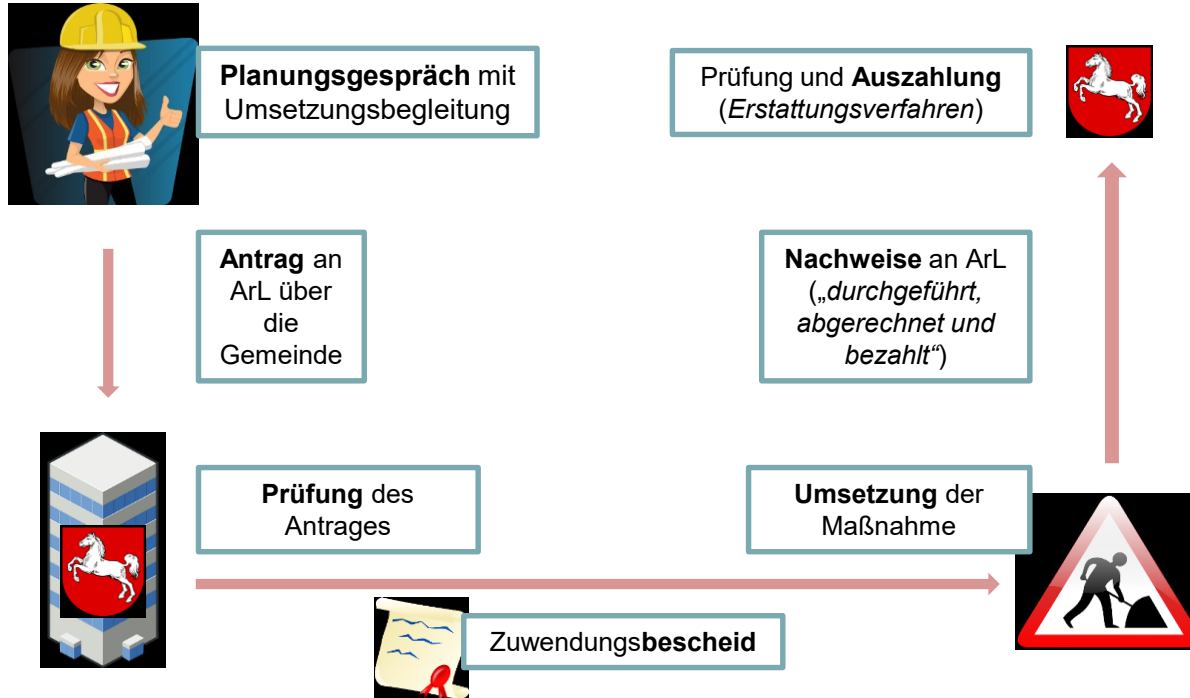 Planungsgespräch mit
Umsetzungsbegleitung
Antrag an
ArL über
die
Gemeinde
Prüfung des
Antrages
Zuwendungsbescheid
Umsetzung der
Maßnahme
Nachweise an ArL
(„durchgeführt,
abgerechnet und
bezahlt“)
Prüfung und Auszahlung
(Erstattungsverfahren)